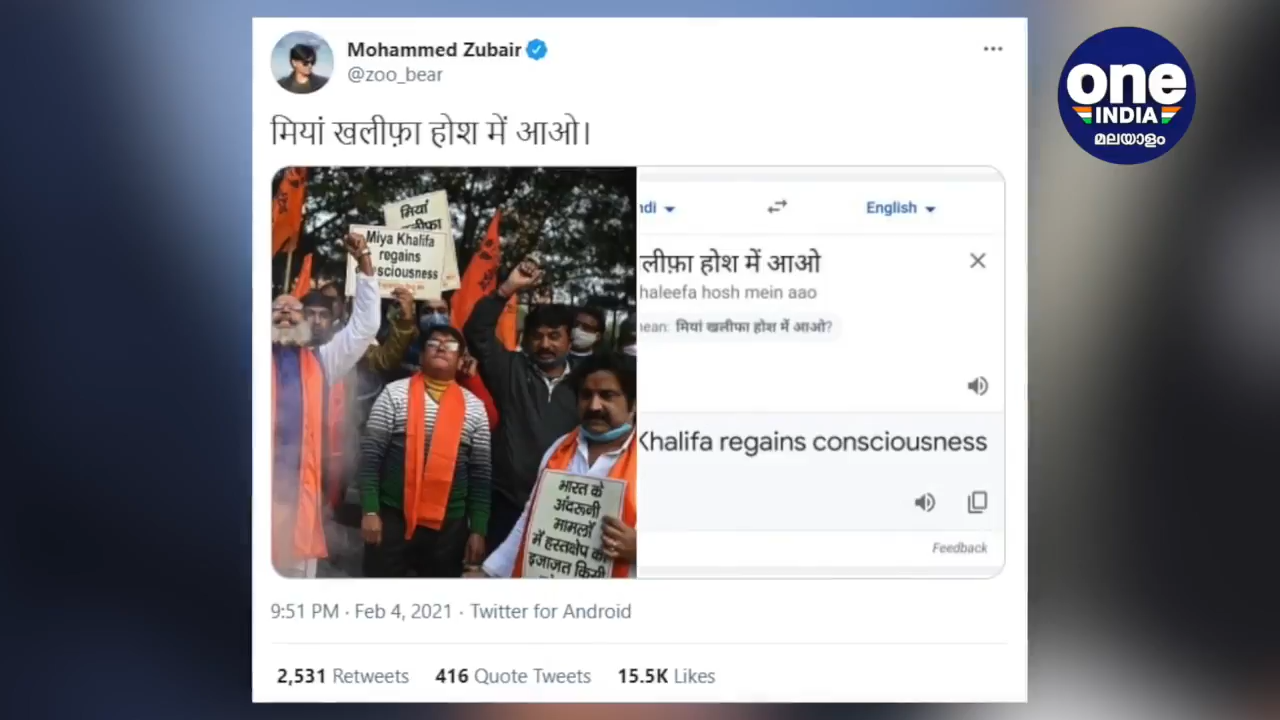 Mohammed Zubair
@zoo_bear
मियां खलीफ़ा होश में आओ।
मियां
Miya Khalifa
regains
sciousness
भारत के
अंदरूनी
मामलों
में हस्तक्षेप की
इजाजत किसी
ndi
English
लीफ़ा होश में आओ
haleefa hosh mein aao
nean: मियां खलीफा होश में आओ?
Khalifa regains consciousness
Feedback
9:51 PM · Feb 4, 2021 · Twitter for Android
2,531 Retweets 416 Quote Tweets 15.5K Likes
one
INDIA
മലയാളം